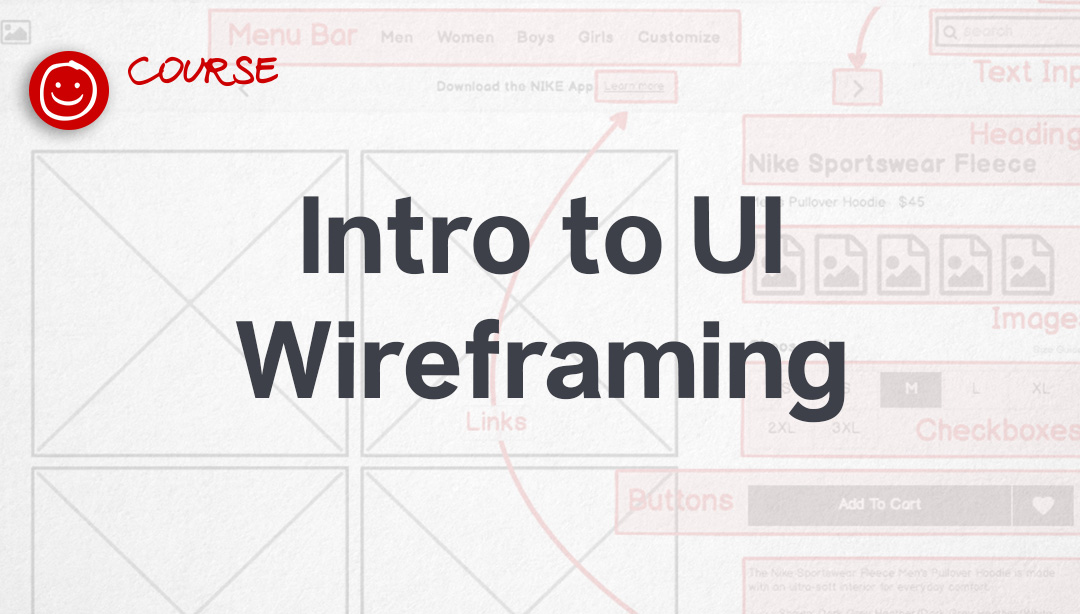 COURSE
Menu Bar Men Women Boys Girls Customize
Search
Text Inp
Download the NIKE App Learn more
Heading
Nike Sportswear Fleece
Men's Pullover Hoodie $45
Intro to UI
Wireframing
Images
M L XL
2XL 3XL
Checkboxes
Links
Buttons
Add To Cart
The Nike Sportswear Fleece Men's Pullover Hoodie is made
with an ultra-soft interior for everyday comfort.